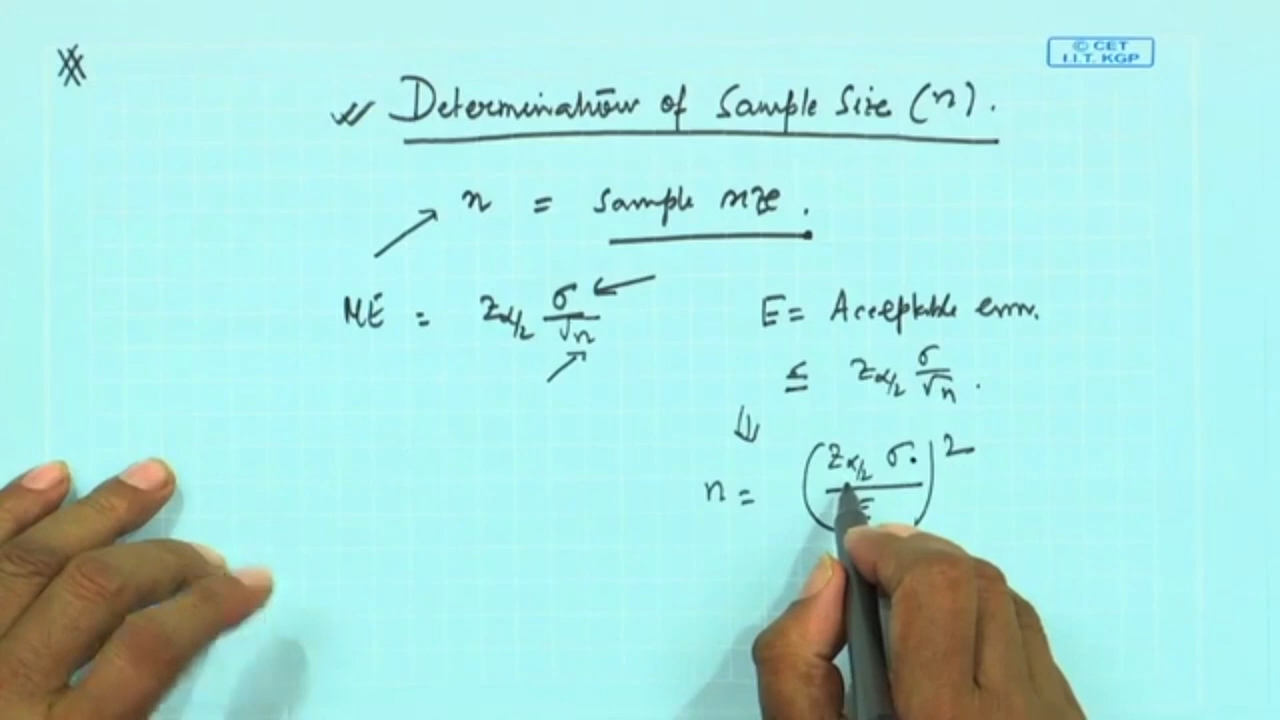 © CET
I.I.T. KGP
Determination of Sample Size (n).
n = Sample size.
ME = Zα/2 σ/√n
E = Acceptable error.
≤ Zα/2 σ/√n .
⇓
n = (Zα/2 σ. / E)2